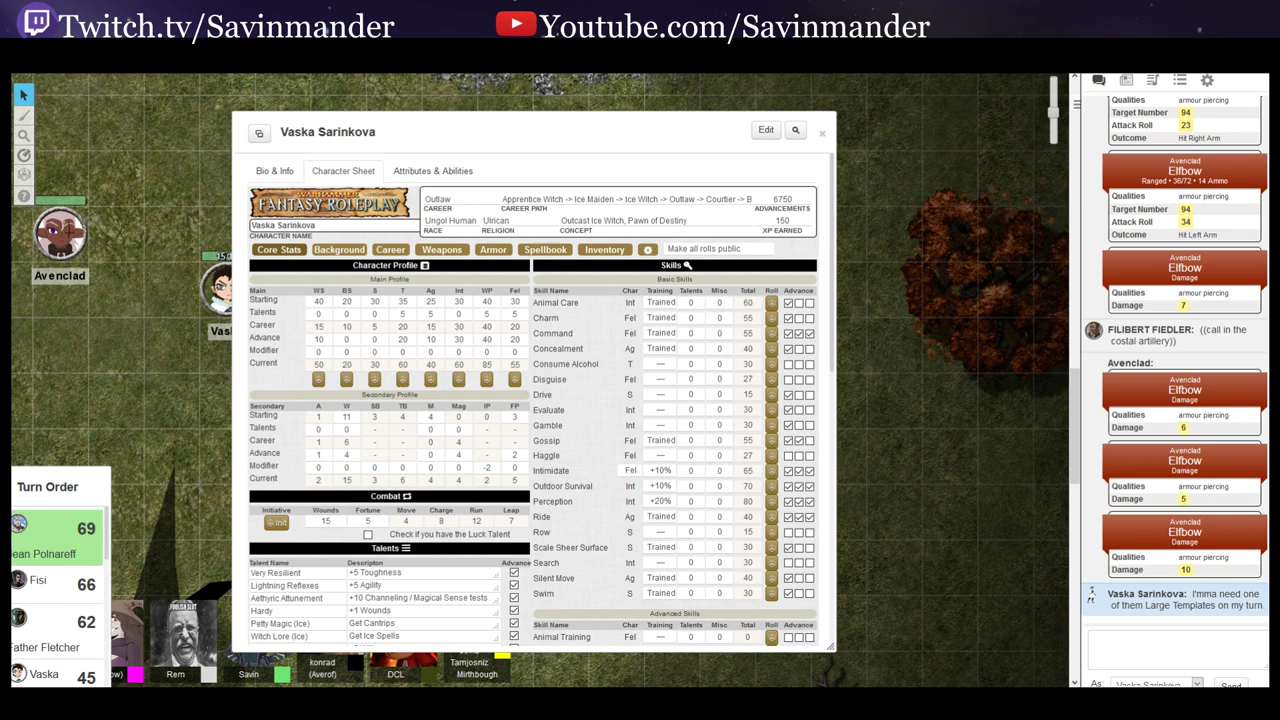 Twitch.tv/Savinmander
Youtube.com/Savinmander
Vaska Sarinkova
Edit
Bio & Info
Character Sheet
Attributes & Abilities
WARHAMMER
FANTASY ROLEPLAY
Outlaw Apprentice Witch -> Ice Maiden -> Ice Witch -> Outlaw -> Courtier -> B 6750
CAREER CAREER PATH ADVANCEMENTS
Ungol Human Ulrican Outcast Ice Witch, Pawn of Destiny 150
RACE RELIGION CONCEPT XP EARNED
Vaska Sarinkova
CHARACTER NAME
Core Stats Background Career Weapons Armor Spellbook Inventory Make all rolls public
Character Profile
Main Profile
Main WS BS S T Ag Int WP Fel
Starting 40 20 30 35 25 30 40 30
Talents 0 0 0 5 5 0 5 5
Career 15 10 5 20 15 30 40 20
Advance 10 0 0 20 10 30 40 20
Modifier 0 0 0 0 0 0 0 0
Current 50 20 30 60 40 60 85 55
Secondary Profile
Secondary A W SB TB M Mag IP FP
Starting 1 11 3 4 4 0 0 3
Talents 0 0 - - 0 - - -
Career 1 6 - - 0 4 - -
Advance 1 4 - - 0 4 - 2
Modifier 0 0 0 0 0 0 -2 0
Current 2 15 3 6 4 4 2 5
Combat
Initiative Wounds Fortune Move Charge Run Leap
Init 15 5 4 8 12 7
Check if you have the Luck Talent
Talents
Talent Name Descripton Advance
Very Resilient +5 Toughness
Lightning Reflexes +5 Agility
Aethyric Attunement +10 Channeling / Magical Sense tests
Hardy +1 Wounds
Petty Magic (Ice) Get Cantrips
Witch Lore (Ice) Get Ice Spells
Skills
Basic Skills
Skill Name Char Training Talents Misc Total Roll Advance
Animal Care Int Trained 0 0 60
Charm Fel Trained 0 0 55
Command Fel Trained 0 0 55
Concealment Ag Trained 0 0 40
Consume Alcohol T — 0 0 30
Disguise Fel — 0 0 27
Drive S — 0 0 15
Evaluate Int — 0 0 30
Gamble Int — 0 0 30
Gossip Fel Trained 0 0 55
Haggle Fel — 0 0 27
Intimidate Fel +10% 0 0 65
Outdoor Survival Int +10% 0 0 70
Perception Int +20% 0 0 80
Ride Ag Trained 0 0 40
Row S — 0 0 15
Scale Sheer Surface S Trained 0 0 30
Search Int — 0 0 30
Silent Move Ag Trained 0 0 40
Swim S Trained 0 0 30
Advanced Skills
Skill Name Char Training Talents Misc Total Roll Advance
Animal Training Fel — 0 0 0
Avenclad
Turn Order
69
ean Polnareff
Fisi 66
62
ather Fletcher
Vaska 45
FOOLISH SLUT
Rem
Savin
konrad
(Averof)
DCL
Tarnjosniz
Mirthbough
Qualities armour piercing
Target Number 94
Attack Roll 23
Outcome Hit Right Arm
Avenclad
Elfbow
Ranged • 36/72 • 14 Ammo
Target Number 94
Attack Roll 34
Outcome Hit Left Arm
Avenclad
Elfbow
Damage
Qualities armour piercing
Damage 7
FILIBERT FIEDLER: ((call in the
costal artillery))
Avenclad:
Avenclad
Elfbow
Damage
Qualities armour piercing
Damage 6
Avenclad
Elfbow
Damage
Qualities armour piercing
Damage 5
Avenclad
Elfbow
Damage
Qualities armour piercing
Damage 10
Vaska Sarinkova: I'mma need one
of them Large Templates on my turn.
As: Vaska Sarinkova Send